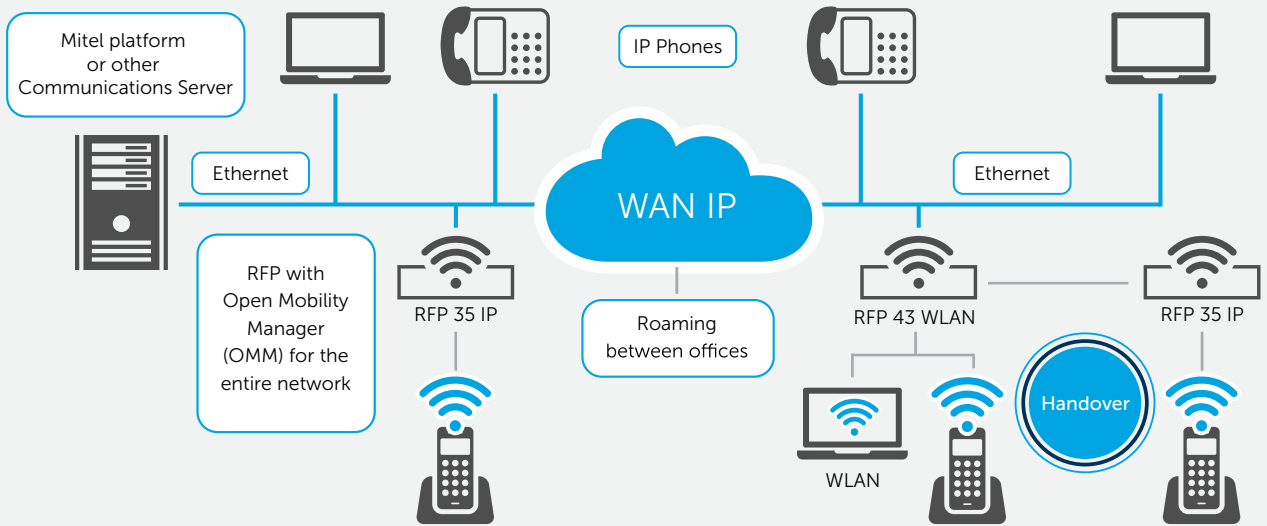 Mitel platform
or other
Communications Server
IP Phones
Ethernet
WAN IP
Ethernet
RFP with
Open Mobility
Manager
(OMM) for the
entire network
RFP 35 IP
Roaming
between offices
RFP 43 WLAN
RFP 35 IP
Handover
WLAN